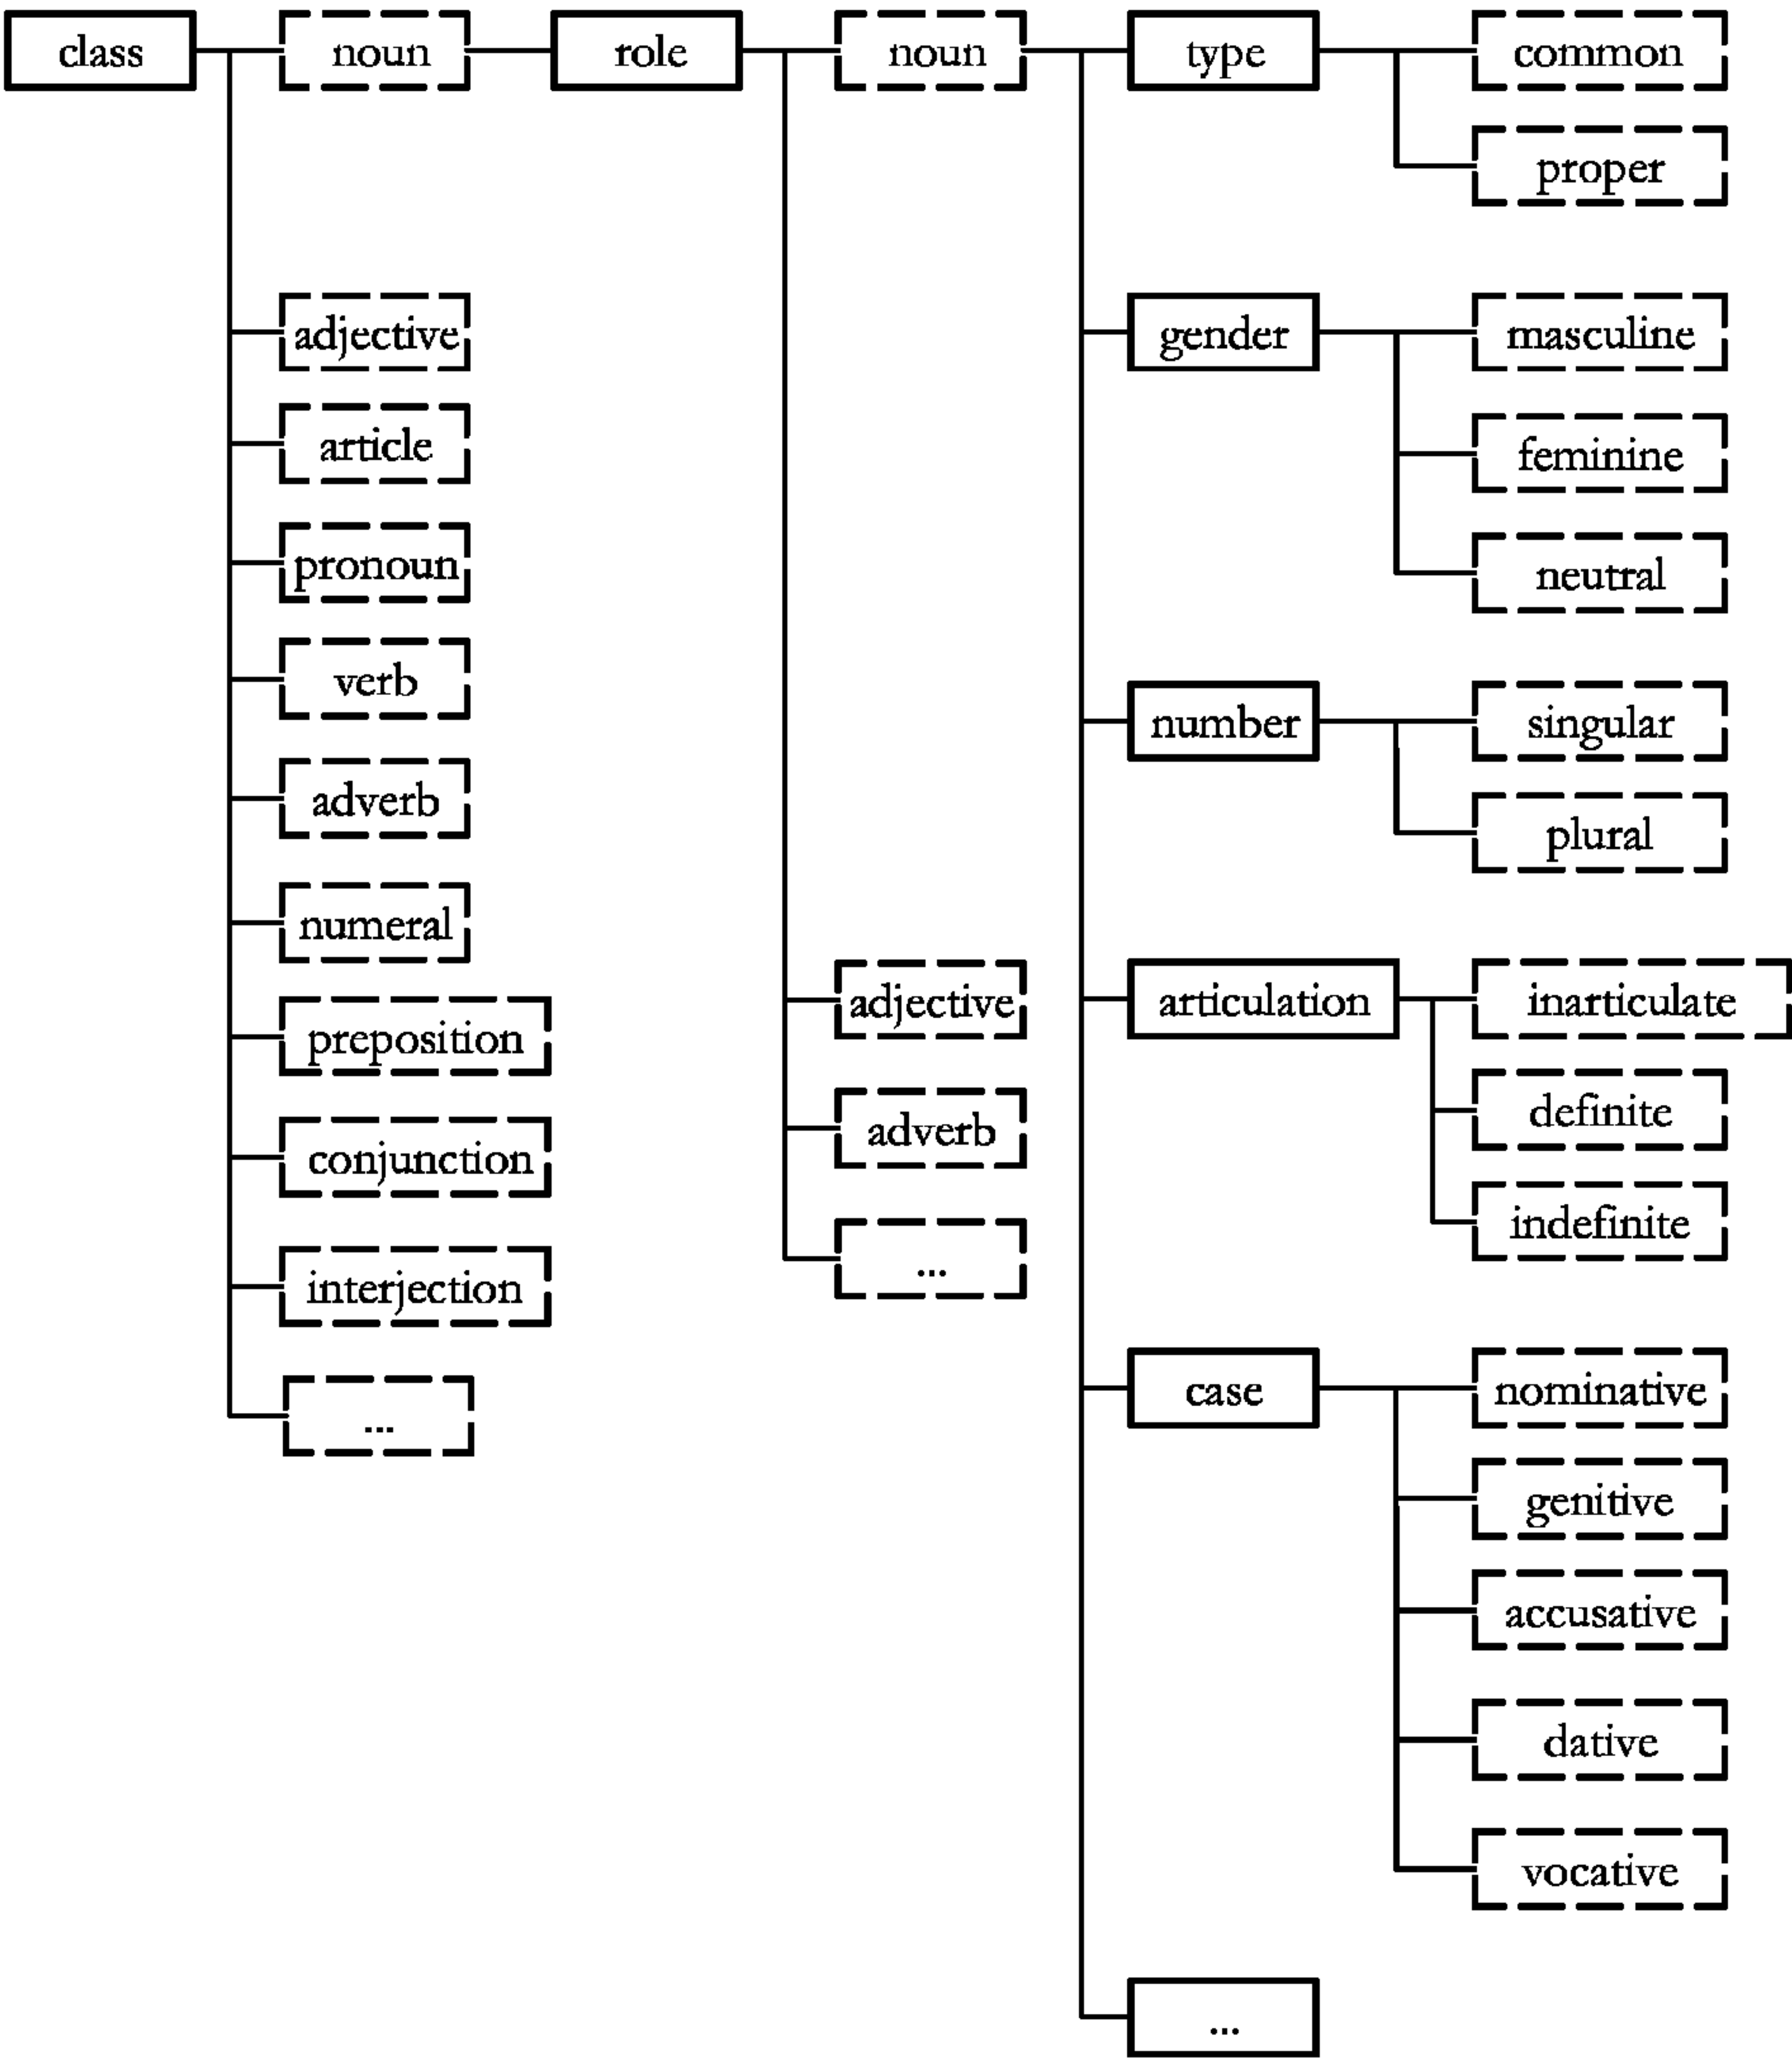 class noun role noun type common
proper
adjective gender masculine
article
feminine
pronoun
neutral
verb
number singular
adverb
plural
numeral
adjective articulation inarticulate
preposition
definite
adverb
conjunction
indefinite
...
interjection
case nominative
...
genitive
accusative
dative
vocative
...